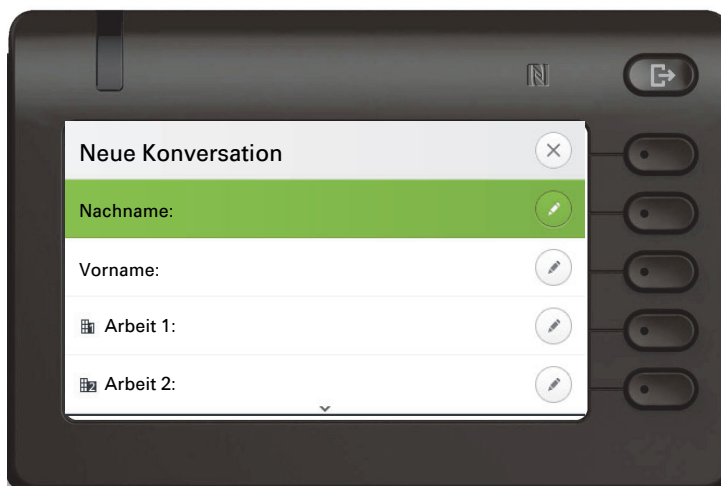 Neue Konversation
Nachname:
Vorname:
Arbeit 1:
Arbeit 2: